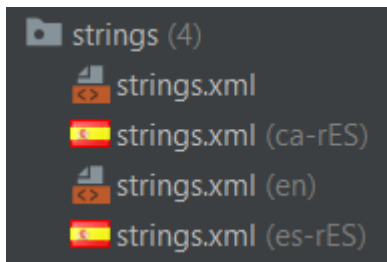 strings (4)
strings.xml
strings.xml (ca-rES)
strings.xml (en)
strings.xml (es-rES)